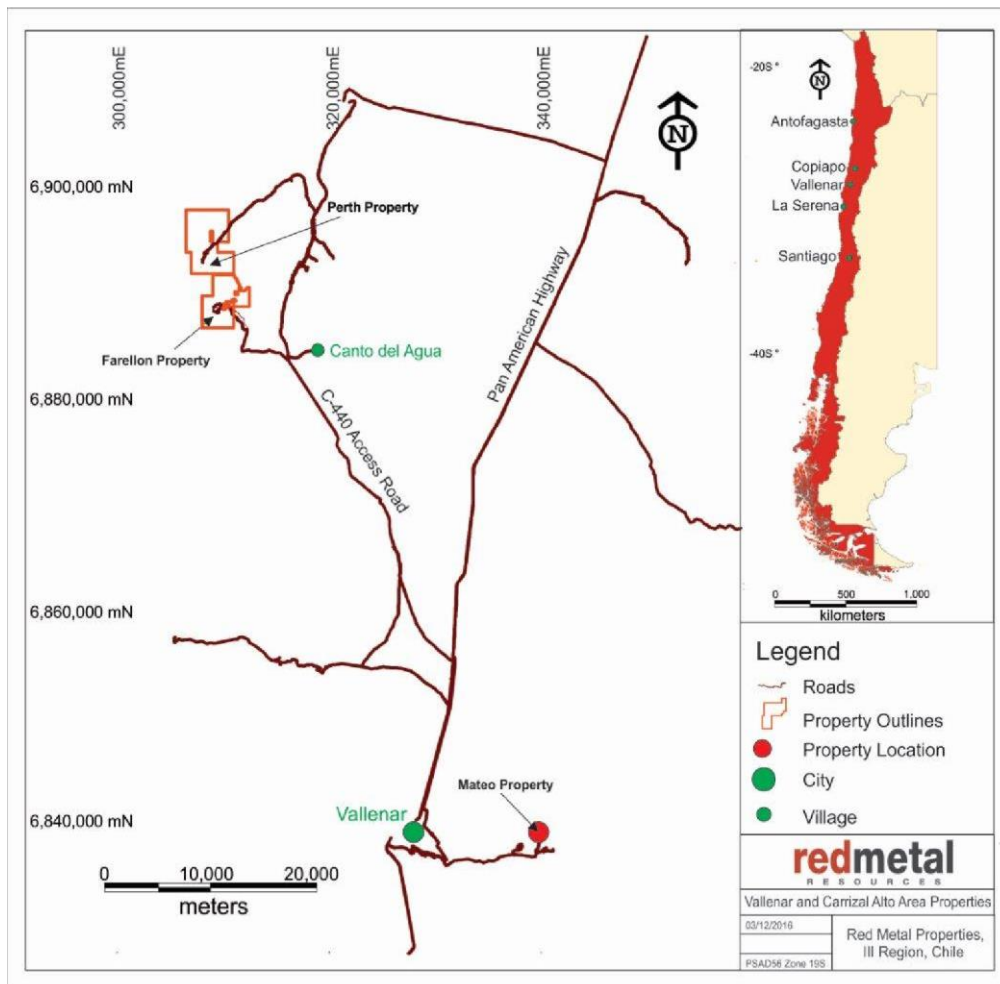 300,000mE
320,000mE
340,000mE
6,900,000 mN
6,880,000 mN
6,860,000 mN
6,840,000 mN
N
Perth Property
Farellon Property
Canto del Agua
C-440 Access Road
Pan American Highway
Mateo Property
Vallenar
0 10,000 20,000
meters
-20S °
N
Antofagasta
Copiapo
Vallenar
La Serena
Santiago
-40S °
0 500 1,000
kilometers
Legend
Roads
Property Outlines
Property Location
City
Village
redmetal
RESOURCES
Vallenar and Carrizal Alto Area Properties
03/12/2016
PSAD56 Zone 19S
Red Metal Properties,
III Region, Chile